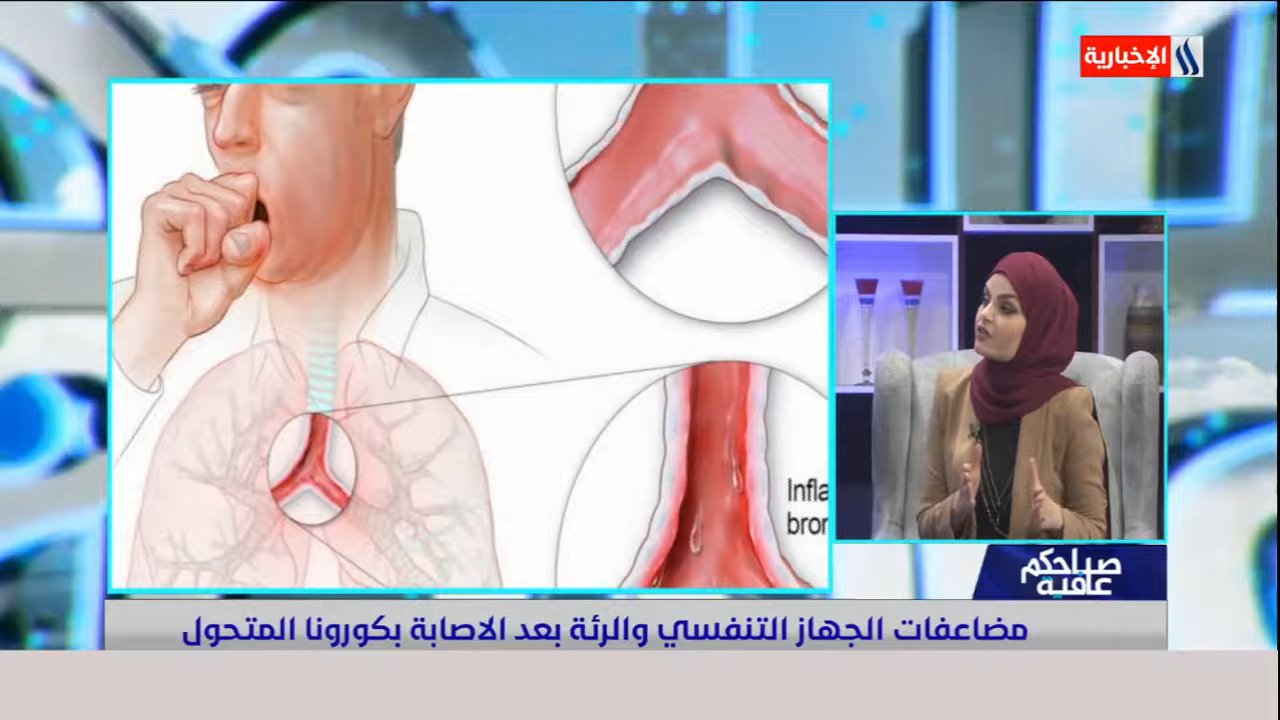 الإخبارية
Infla
bron
صباحكم
عافية
مضاعفات الجهاز التنفسي والرئة بعد الاصابة بكورونا المتحول